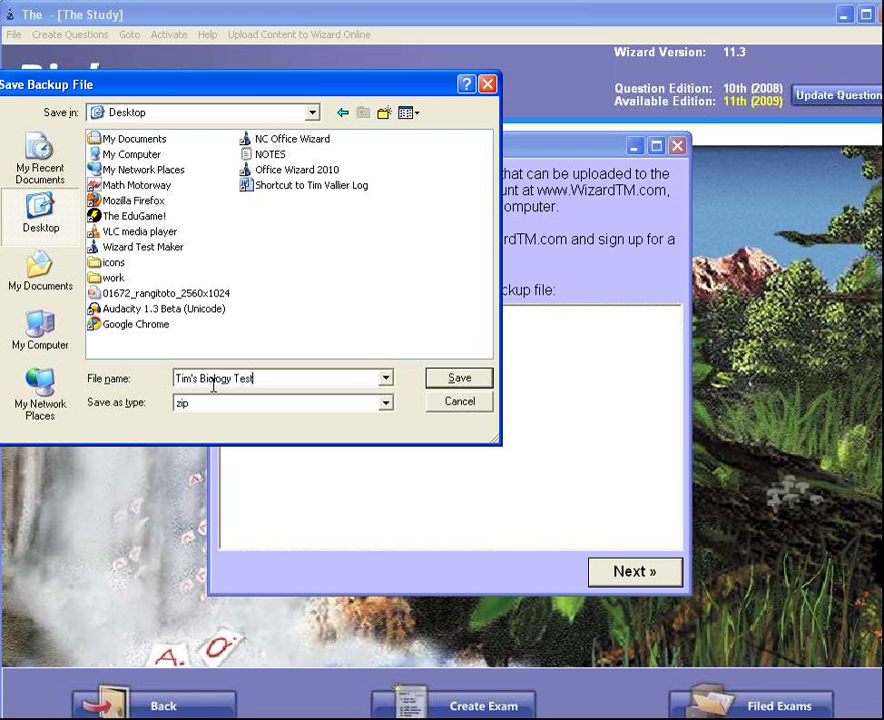 The - [The Study]
File Create Questions Goto Activate Help Upload Content to Wizard Online
Wizard Version: 11.3
Question Edition: 10th (2008)
Available Edition: 11th (2009)
Update Question
Save Backup File
Save in: Desktop
My Recent Documents
Desktop
My Documents
My Computer
My Network Places
My Documents
My Computer
My Network Places
Math Motorway
Mozilla Firefox
The EduGame!
VLC media player
Wizard Test Maker
icons
work
01672_rangitoto_2560x1024
Audacity 1.3 Beta (Unicode)
Google Chrome
NC Office Wizard
NOTES
Office Wizard 2010
Shortcut to Tim Vallier Log
File name: Tim's Biology Test
Save
Save as type: zip
Cancel
that can be uploaded to the
unt at www.WizardTM.com,
omputer.
rdTM.com and sign up for a
ckup file:
Next »
A. Q.
Back
Create Exam
Filed Exams